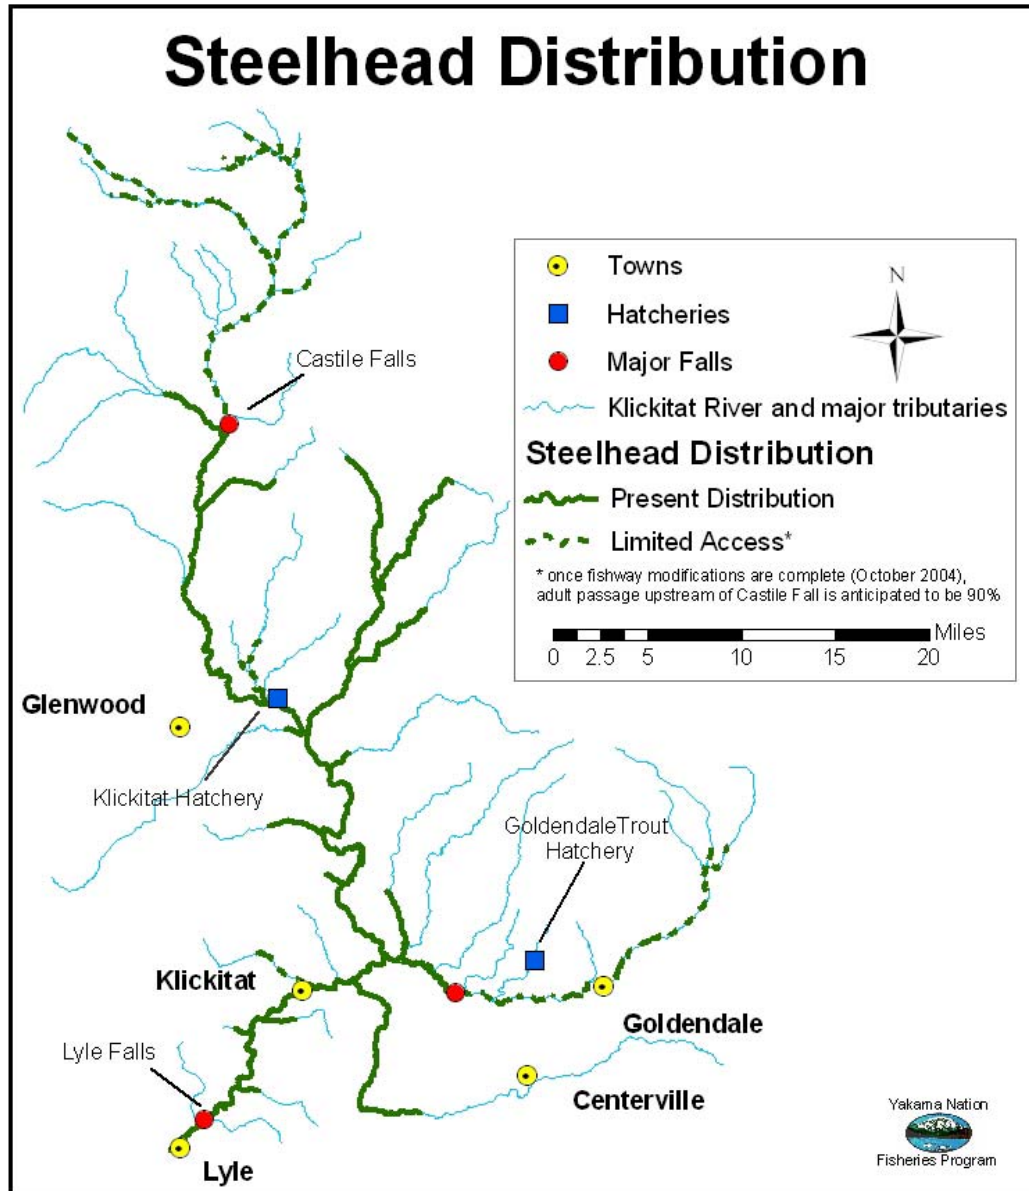 Steelhead Distribution
N
Towns
Hatcheries
Major Falls
Klickitat River and major tributaries
Steelhead Distribution
Present Distribution
Limited Access*
* once fishway modifications are complete (October 2004),
adult passage upstream of Castile Fall is anticipated to be 90%
Miles
0 2.5 5 10 15 20
Castile Falls
Glenwood
Klickitat Hatchery
GoldendaleTrout
Hatchery
Klickitat
Goldendale
Lyle Falls
Centerville
Lyle
Yakama Nation
Fisheries Program